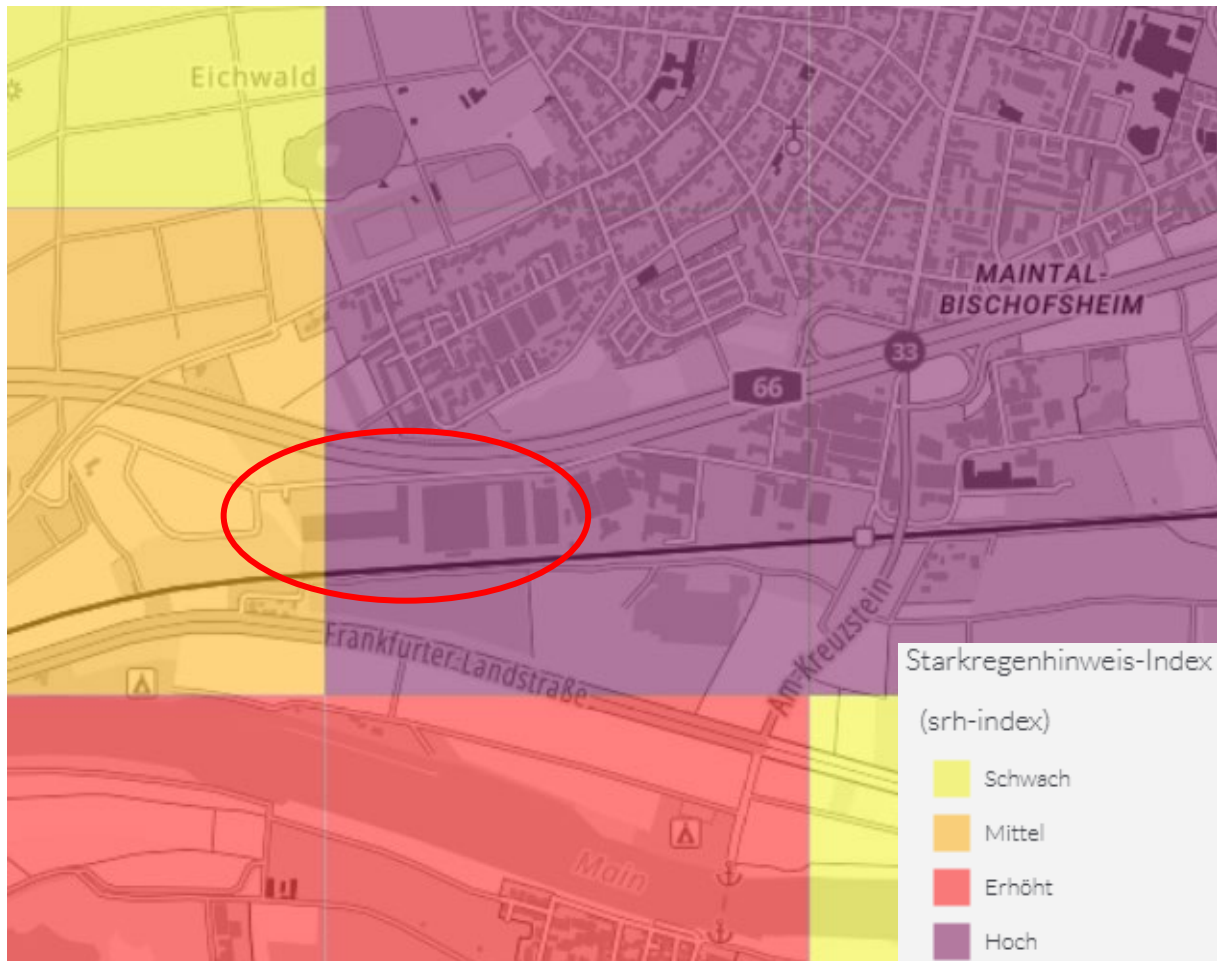 Eichwald
MAINTAL-
BISCHOFSHEIM
33
66
Frankfurter-Landstraße
Am-Kreuzstein
Main
Starkregenhinweis-Index
(srh-index)
Schwach
Mittel
Erhöht
Hoch